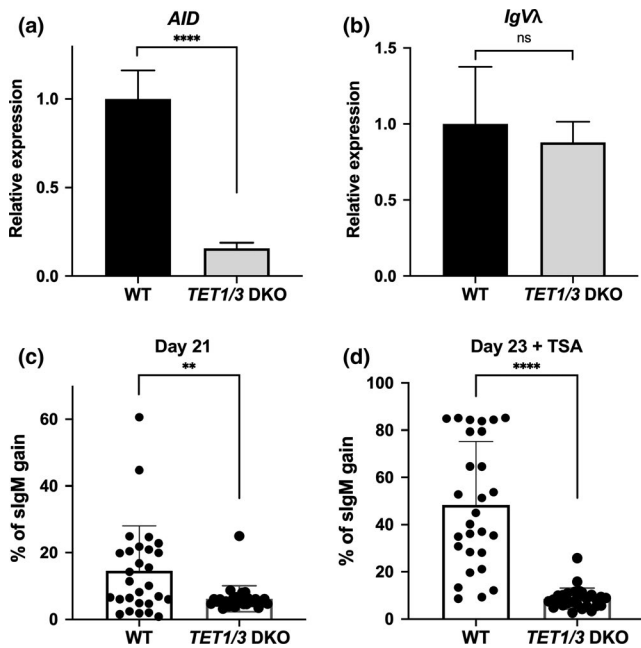 (a) AID
****
Relative expression
1.0
0.5
0.0
WT TET1/3 DKO
(b) IgVλ
ns
Relative expression
1.5
1.0
0.5
0.0
WT TET1/3 DKO
(c) Day 21
**
% of sIgM gain
60
40
20
0
WT TET1/3 DKO
(d) Day 23 + TSA
****
% of sIgM gain
100
80
60
40
20
0
WT TET1/3 DKO